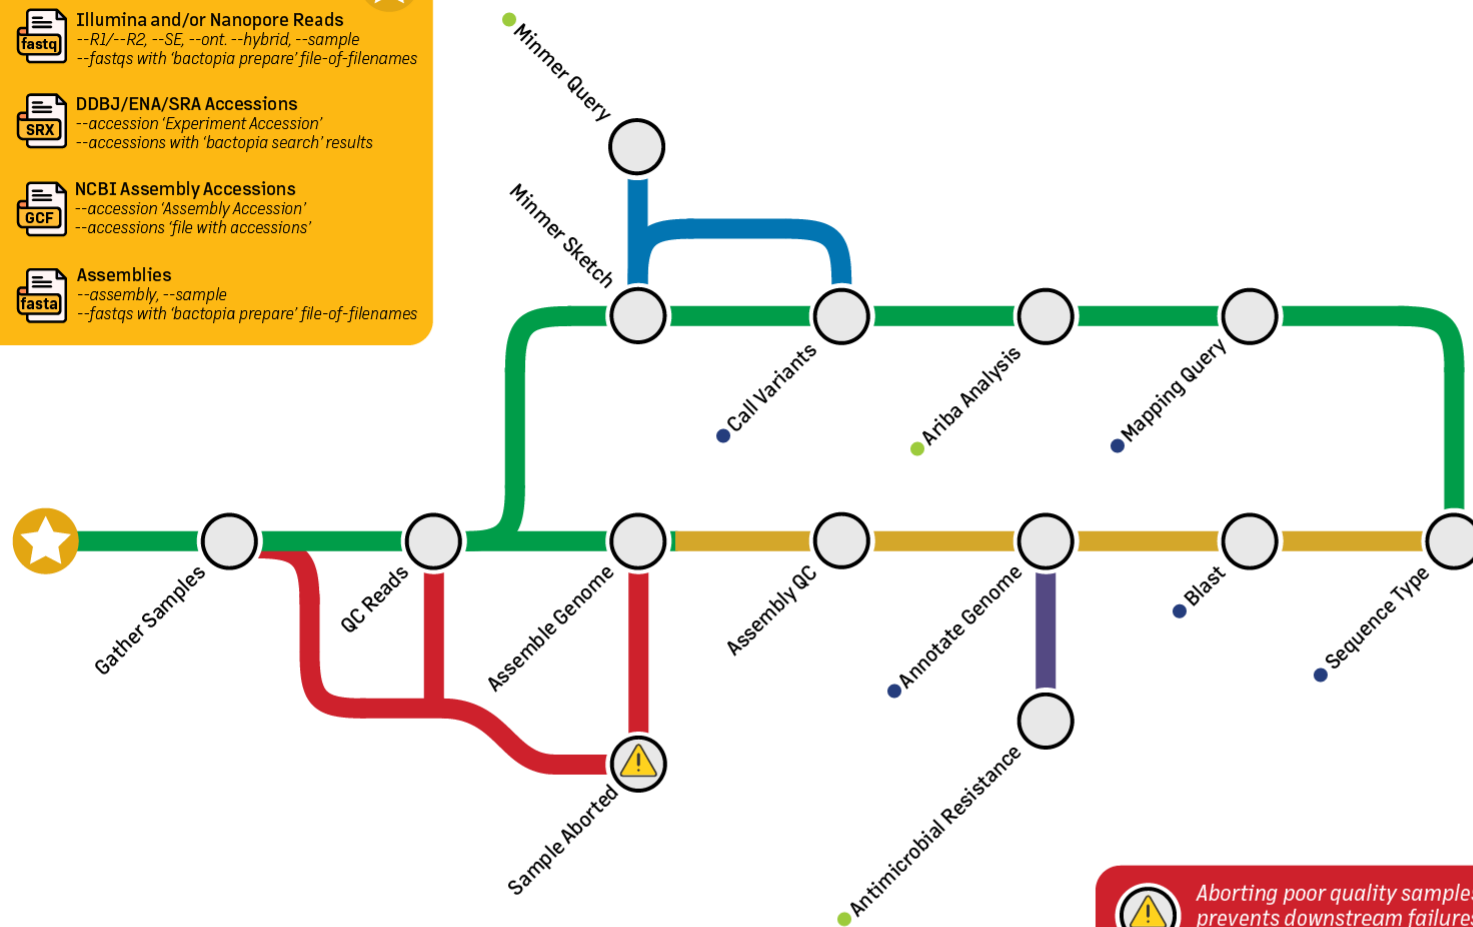 Illumina and/or Nanopore Reads
--R1/--R2, --SE, --ont. --hybrid, --sample
--fastqs with ‘bactopia prepare’ file-of-filenames
fastq
DDBJ/ENA/SRA Accessions
--accession ‘Experiment Accession’
--accessions with ‘bactopia search’ results
SRX
NCBI Assembly Accessions
--accession ‘Assembly Accession’
--accessions ‘file with accessions’
GCF
Assemblies
--assembly, --sample
--fastqs with ‘bactopia prepare’ file-of-filenames
fasta
Minmer Query
Minmer Sketch
Call Variants
Ariba Analysis
Mapping Query
Gather Samples
QC Reads
Assemble Genome
Assembly QC
Annotate Genome
Blast
Sequence Type
Sample Aborted
Antimicrobial Resistance
Aborting poor quality samples
prevents downstream failures